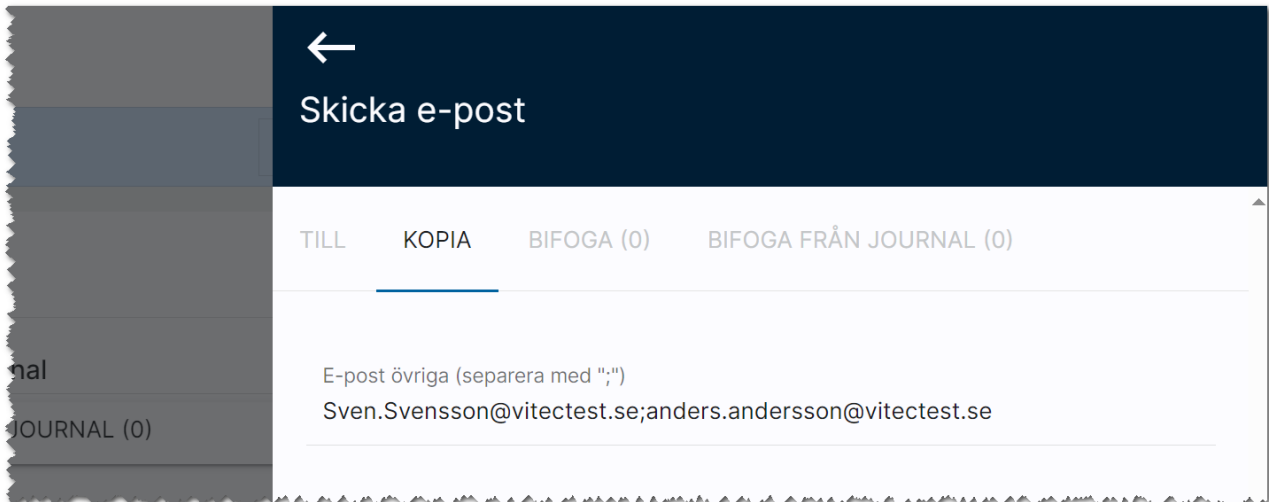 Skicka e-post
TILL KOPIA BIFOGA (0) BIFOGA FRÅN JOURNAL (0)
E-post övriga (separera med ";")
Sven.Svensson@vitectest.se;anders.andersson@vitectest.se
nal
JOURNAL (0)